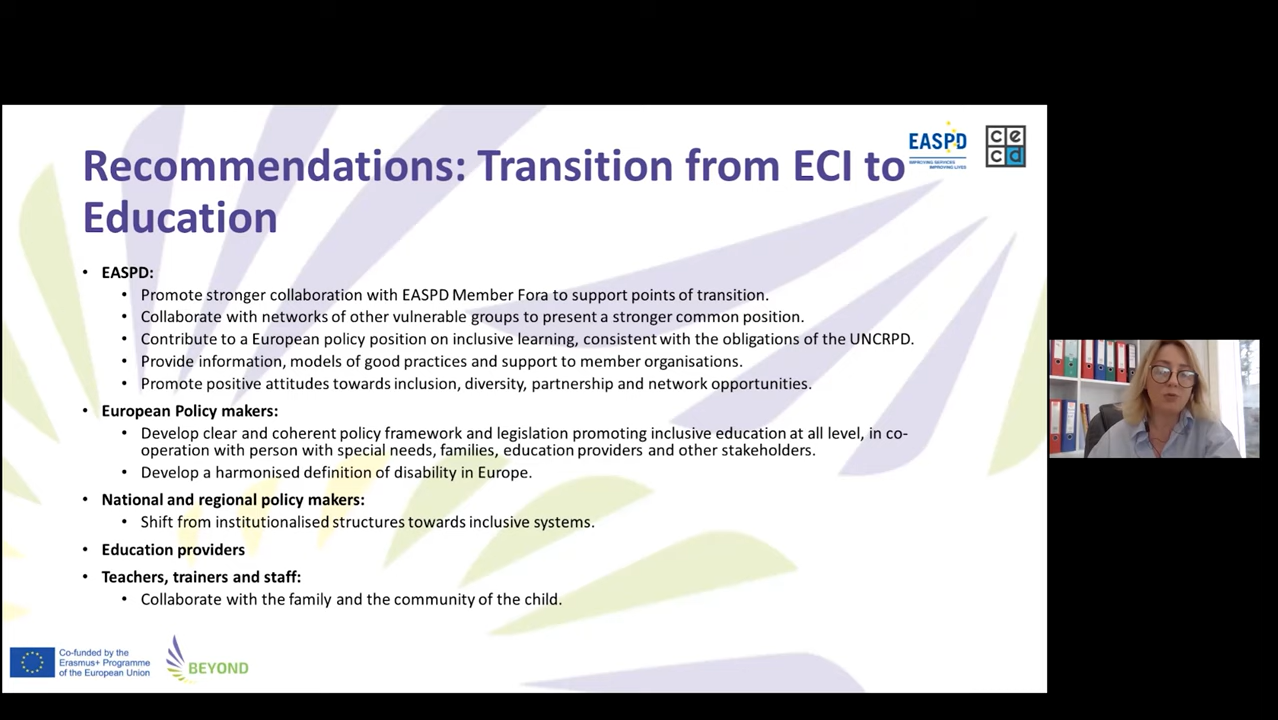 Recommendations: Transition from ECI to
Education
EASPD
IMPROVING SERVICES
IMPROVING LIVES
ce
cd
• EASPD:
• Promote stronger collaboration with EASPD Member Fora to support points of transition.
• Collaborate with networks of other vulnerable groups to present a stronger common position.
• Contribute to a European policy position on inclusive learning, consistent with the obligations of the UNCRPD.
• Provide information, models of good practices and support to member organisations.
• Promote positive attitudes towards inclusion, diversity, partnership and network opportunities.
• European Policy makers:
• Develop clear and coherent policy framework and legislation promoting inclusive education at all level, in co-
operation with person with special needs, families, education providers and other stakeholders.
• Develop a harmonised definition of disability in Europe.
• National and regional policy makers:
• Shift from institutionalised structures towards inclusive systems.
• Education providers
• Teachers, trainers and staff:
• Collaborate with the family and the community of the child.
Co-funded by the
Erasmus+ Programme
of the European Union
BEYOND